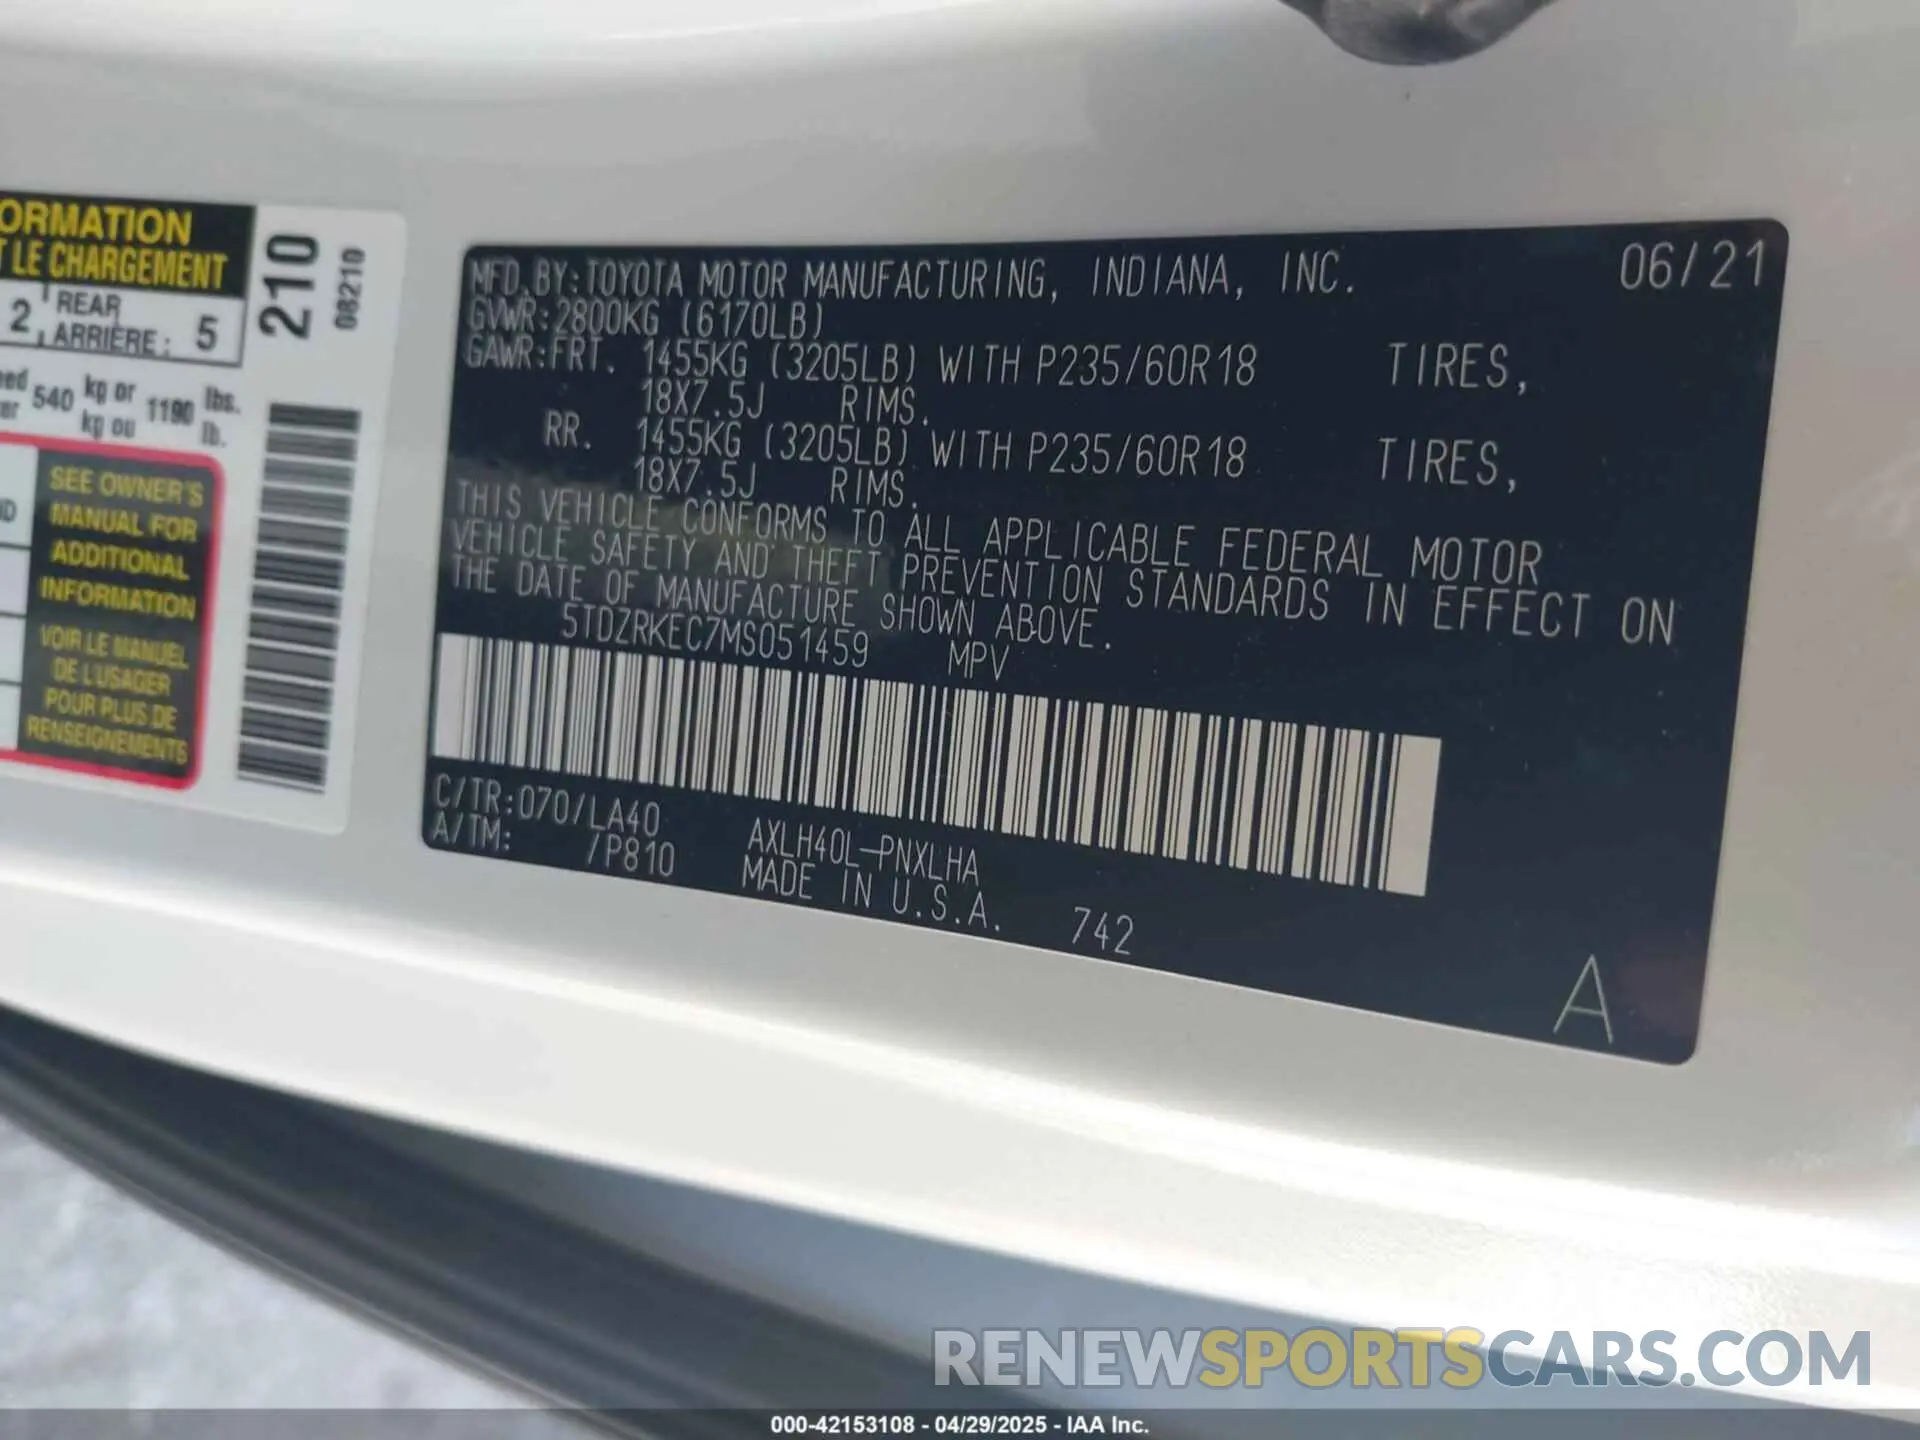 ORMATION
T LE CHARGEMENT
2 REAR
ARRIÈRE: 5
540 kg or 1190 lbs.
kg ou lb.
SEE OWNER'S
MANUAL FOR
ADDITIONAL
INFORMATION
VOIR LE MANUEL
DE L'USAGER
POUR PLUS DE
RENSEIGNEMENTS
210
08210
MFD.BY:TOYOTA MOTOR MANUFACTURING, INDIANA, INC. 06/21
GVWR:2800KG (6170LB)
GAWR:FRT. 1455KG (3205LB) WITH P235/60R18 TIRES,
18X7.5J RIMS.
RR. 1455KG (3205LB) WITH P235/60R18 TIRES,
18X7.5J RIMS.
THIS VEHICLE CONFORMS TO ALL APPLICABLE FEDERAL MOTOR
VEHICLE SAFETY AND THEFT PREVENTION STANDARDS IN EFFECT ON
THE DATE OF MANUFACTURE SHOWN ABOVE.
5TDZRKEC7MS051459 MPV
C/TR:070/LA40 AXLH40L-PNXLHA
A/TM: /P810 MADE IN U.S.A. 742
A
RENEWSPORTSCARS.COM
000-42153108 - 04/29/2025 - IAA Inc.